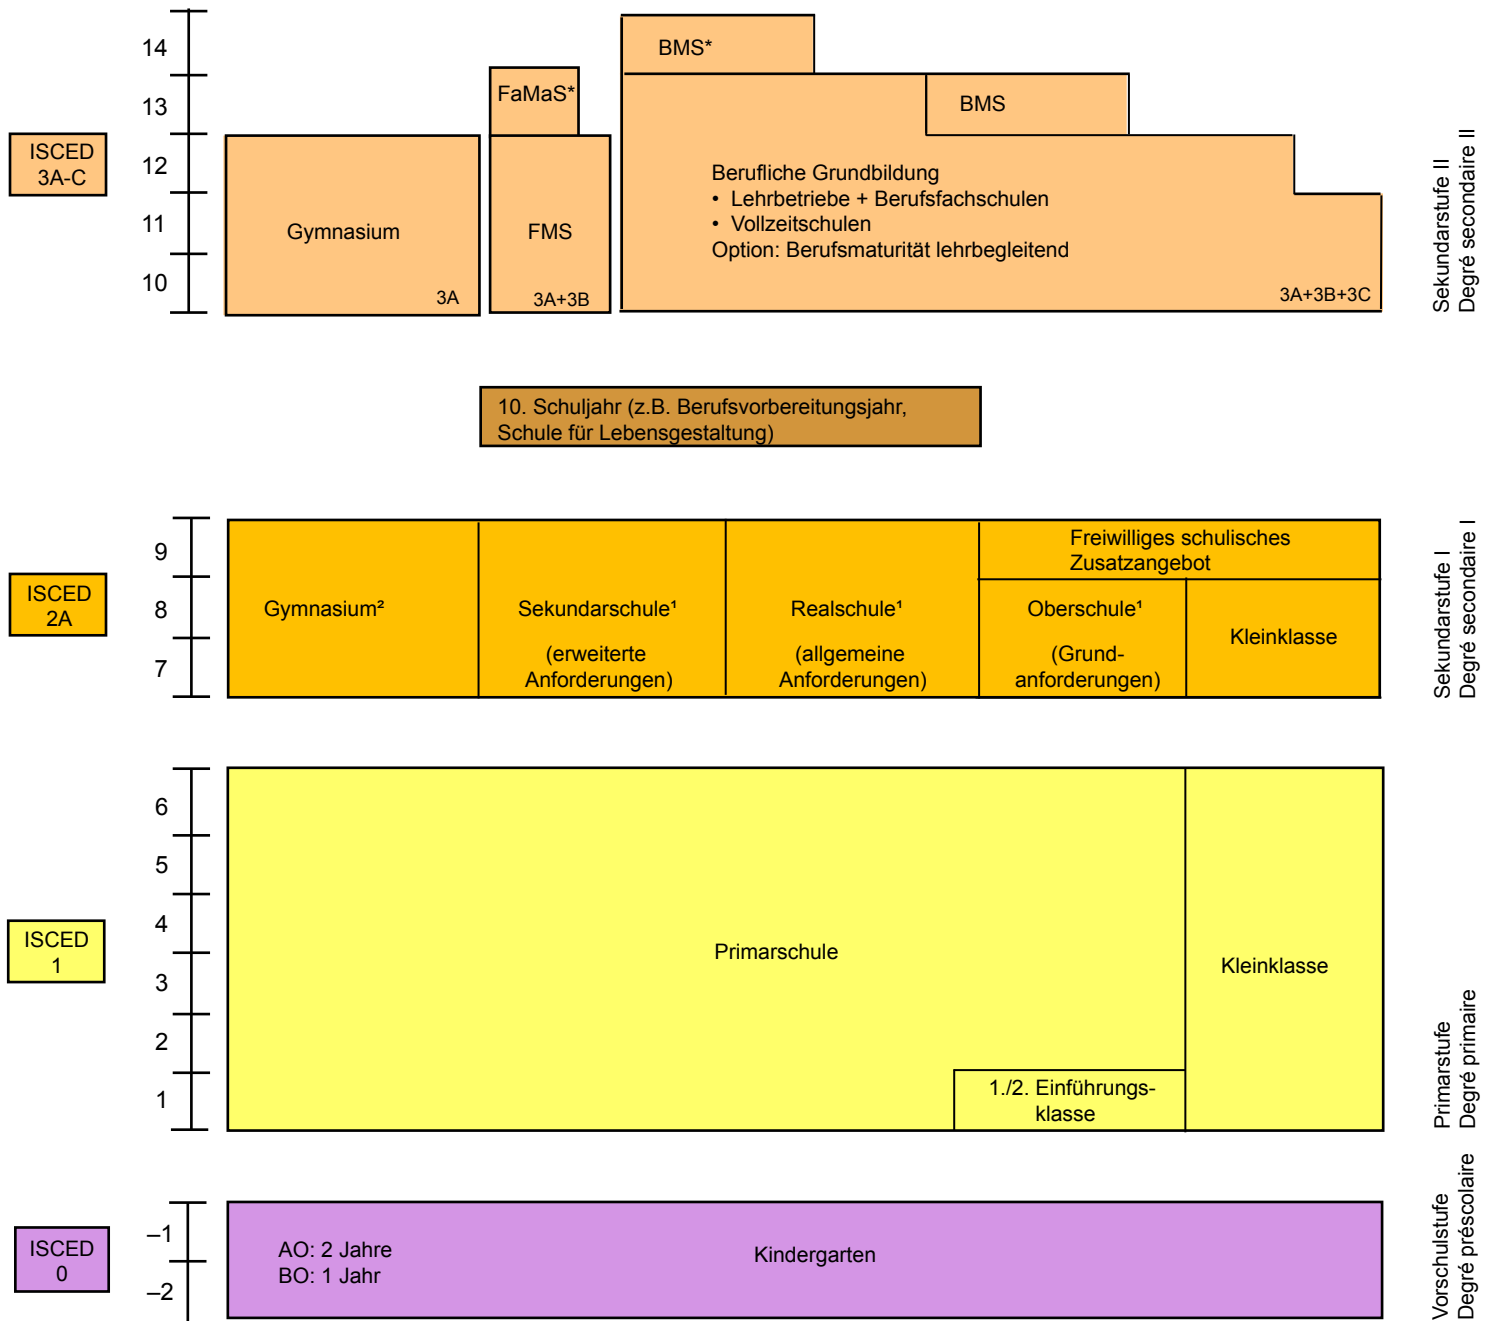 14
13
12
11
10
ISCED
3A-C
BMS*
FaMaS*
BMS
Gymnasium
3A
FMS
3A+3B
Berufliche Grundbildung
• Lehrbetriebe + Berufsfachschulen
• Vollzeitschulen
Option: Berufsmaturität lehrbegleitend
3A+3B+3C
Sekundarstufe II
Degré secondaire II
10. Schuljahr (z.B. Berufsvorbereitungsjahr,
Schule für Lebensgestaltung)
9
8
7
ISCED
2A
Gymnasium²
Sekundarschule¹
(erweiterte
Anforderungen)
Realschule¹
(allgemeine
Anforderungen)
Freiwilliges schulisches
Zusatzangebot
Oberschule¹
(Grund-
anforderungen)
Kleinklasse
Sekundarstufe I
Degré secondaire I
6
5
4
3
2
1
ISCED
1
Primarschule
Kleinklasse
1./2. Einführungs-
klasse
Primarstufe
Degré primaire
–1
–2
ISCED
0
AO: 2 Jahre
BO: 1 Jahr
Kindergarten
Vorschulstufe
Degré préscolaire